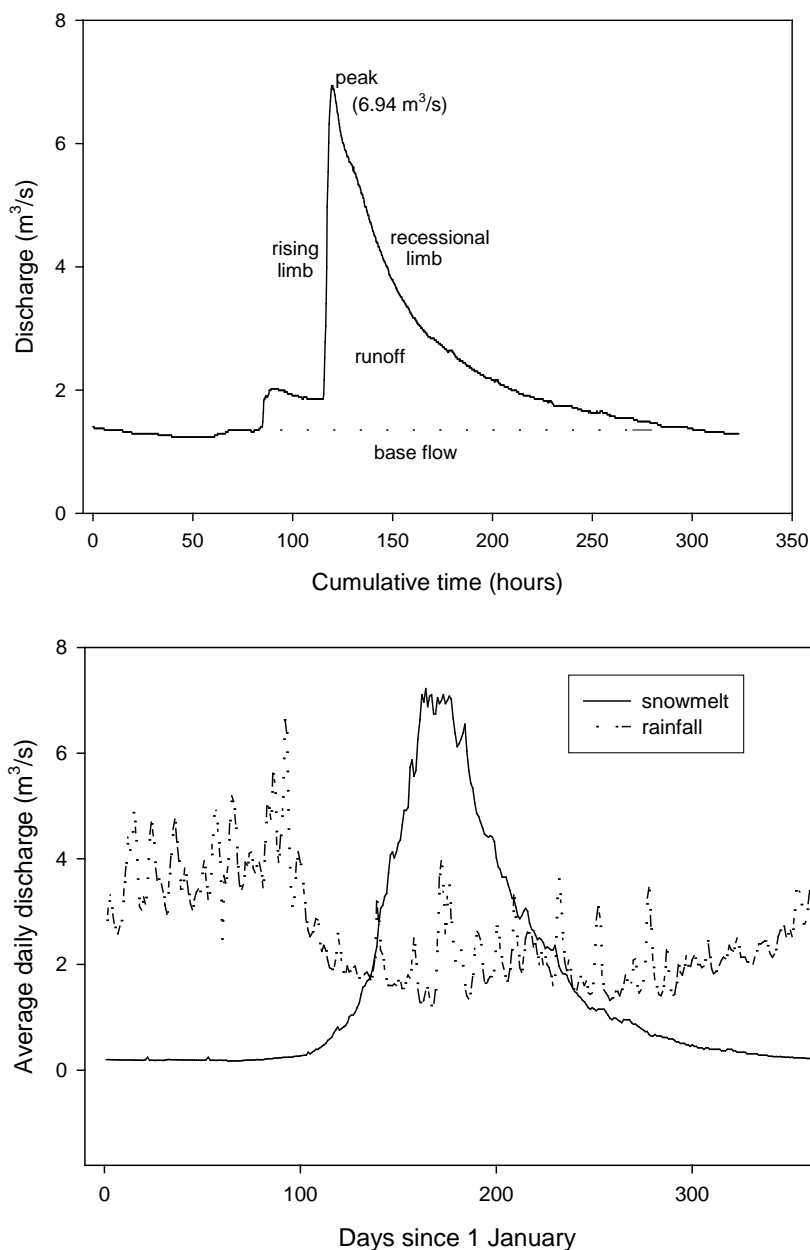 8
peak
(6.94 m³/s)
6
Discharge (m³/s)
rising
limb
recessional
limb
4
runoff
2
base flow
0
0 50 100 150 200 250 300 350
Cumulative time (hours)
8
snowmelt
rainfall
6
Average daily discharge (m³/s)
4
2
0
0 100 200 300
Days since 1 January